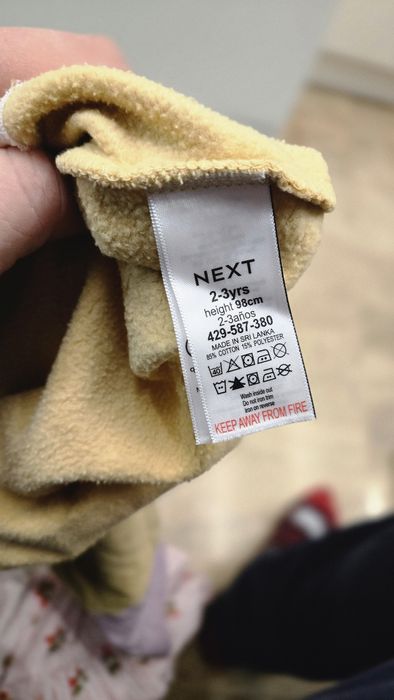 NEXT
2-3yrs
height 98cm
2-3años
429-587-380
MADE IN SRI LANKA
85% COTTON 15% POLYESTER
40
Wash inside out
Do not iron trim
Iron on reverse
KEEP AWAY FROM FIRE